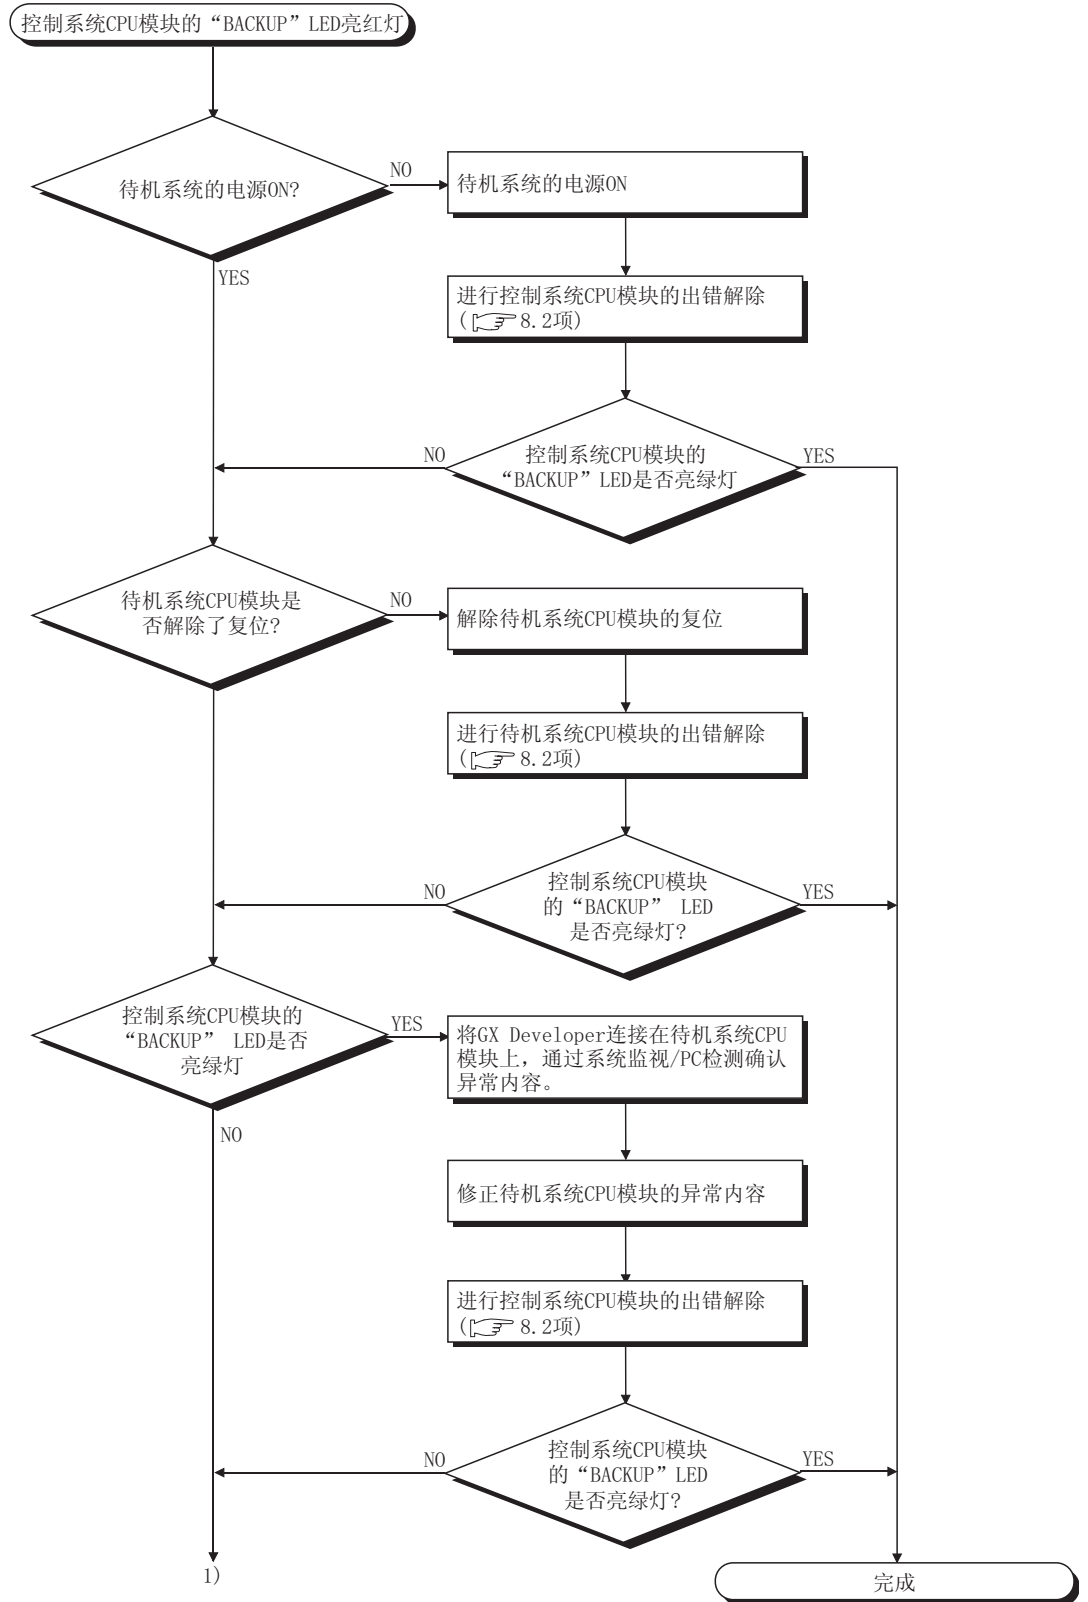 控制系统CPU模块的“BACKUP”LED亮红灯
待机系统的电源ON?
NO
待机系统的电源ON
YES
进行控制系统CPU模块的出错解除
(8.2项)
NO
控制系统CPU模块的
“BACKUP”LED是否亮绿灯
YES
待机系统CPU模块是
否解除了复位?
NO
解除待机系统CPU模块的复位
进行待机系统CPU模块的出错解除
(8.2项)
NO
控制系统CPU模块
的“BACKUP” LED
是否亮绿灯?
YES
控制系统CPU模块的
“BACKUP” LED是否
亮绿灯
YES
将GX Developer连接在待机系统CPU
模块上，通过系统监视/PC检测确认
异常内容。
NO
修正待机系统CPU模块的异常内容
进行控制系统CPU模块的出错解除
(8.2项)
NO
控制系统CPU模块
的“BACKUP”LED
是否亮绿灯?
YES
1)
完成